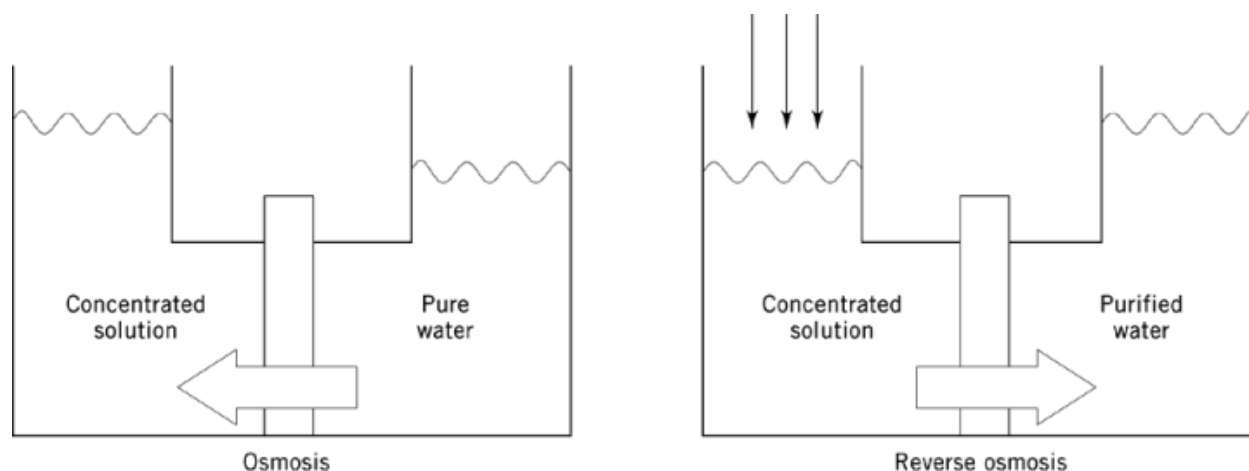 Concentrated
solution
Pure
water
Osmosis
Concentrated
solution
Purified
water
Reverse osmosis